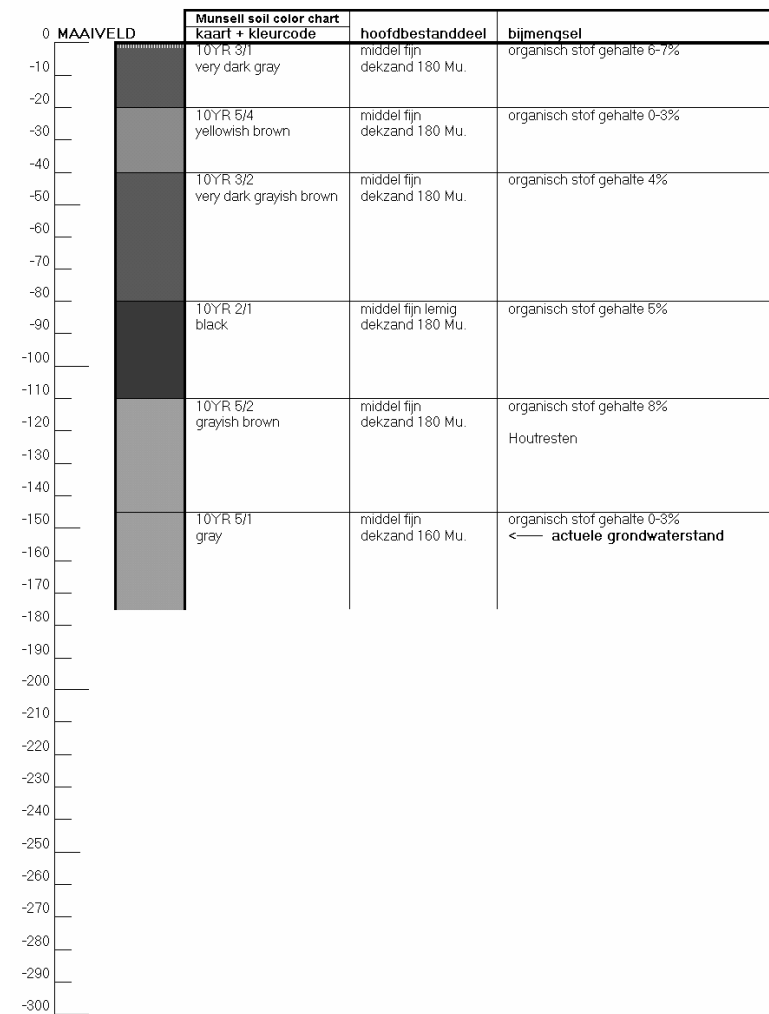 Munsell soil color chart
0 MAAIVELD kaart + kleurcode hoofdbestanddeel bijmengsel
10YR 3/1 middel fijn organisch stof gehalte 6-7%
-10 very dark gray dekzand 180 Mu.
-20
10YR 5/4 middel fijn organisch stof gehalte 0-3%
-30 yellowish brown dekzand 180 Mu.
-40
10YR 3/2 middel fijn organisch stof gehalte 4%
-50 very dark grayish brown dekzand 180 Mu.
-60
-70
-80
10YR 2/1 middel fijn lemig organisch stof gehalte 5%
-90 black dekzand 180 Mu.
-100
-110
10YR 5/2 middel fijn organisch stof gehalte 8%
-120 grayish brown dekzand 180 Mu.
Houtresten
-130
-140
-150 10YR 5/1 middel fijn organisch stof gehalte 0-3%
gray dekzand 160 Mu. <—— actuele grondwaterstand
-160
-170
-180
-190
-200
-210
-220
-230
-240
-250
-260
-270
-280
-290
-300